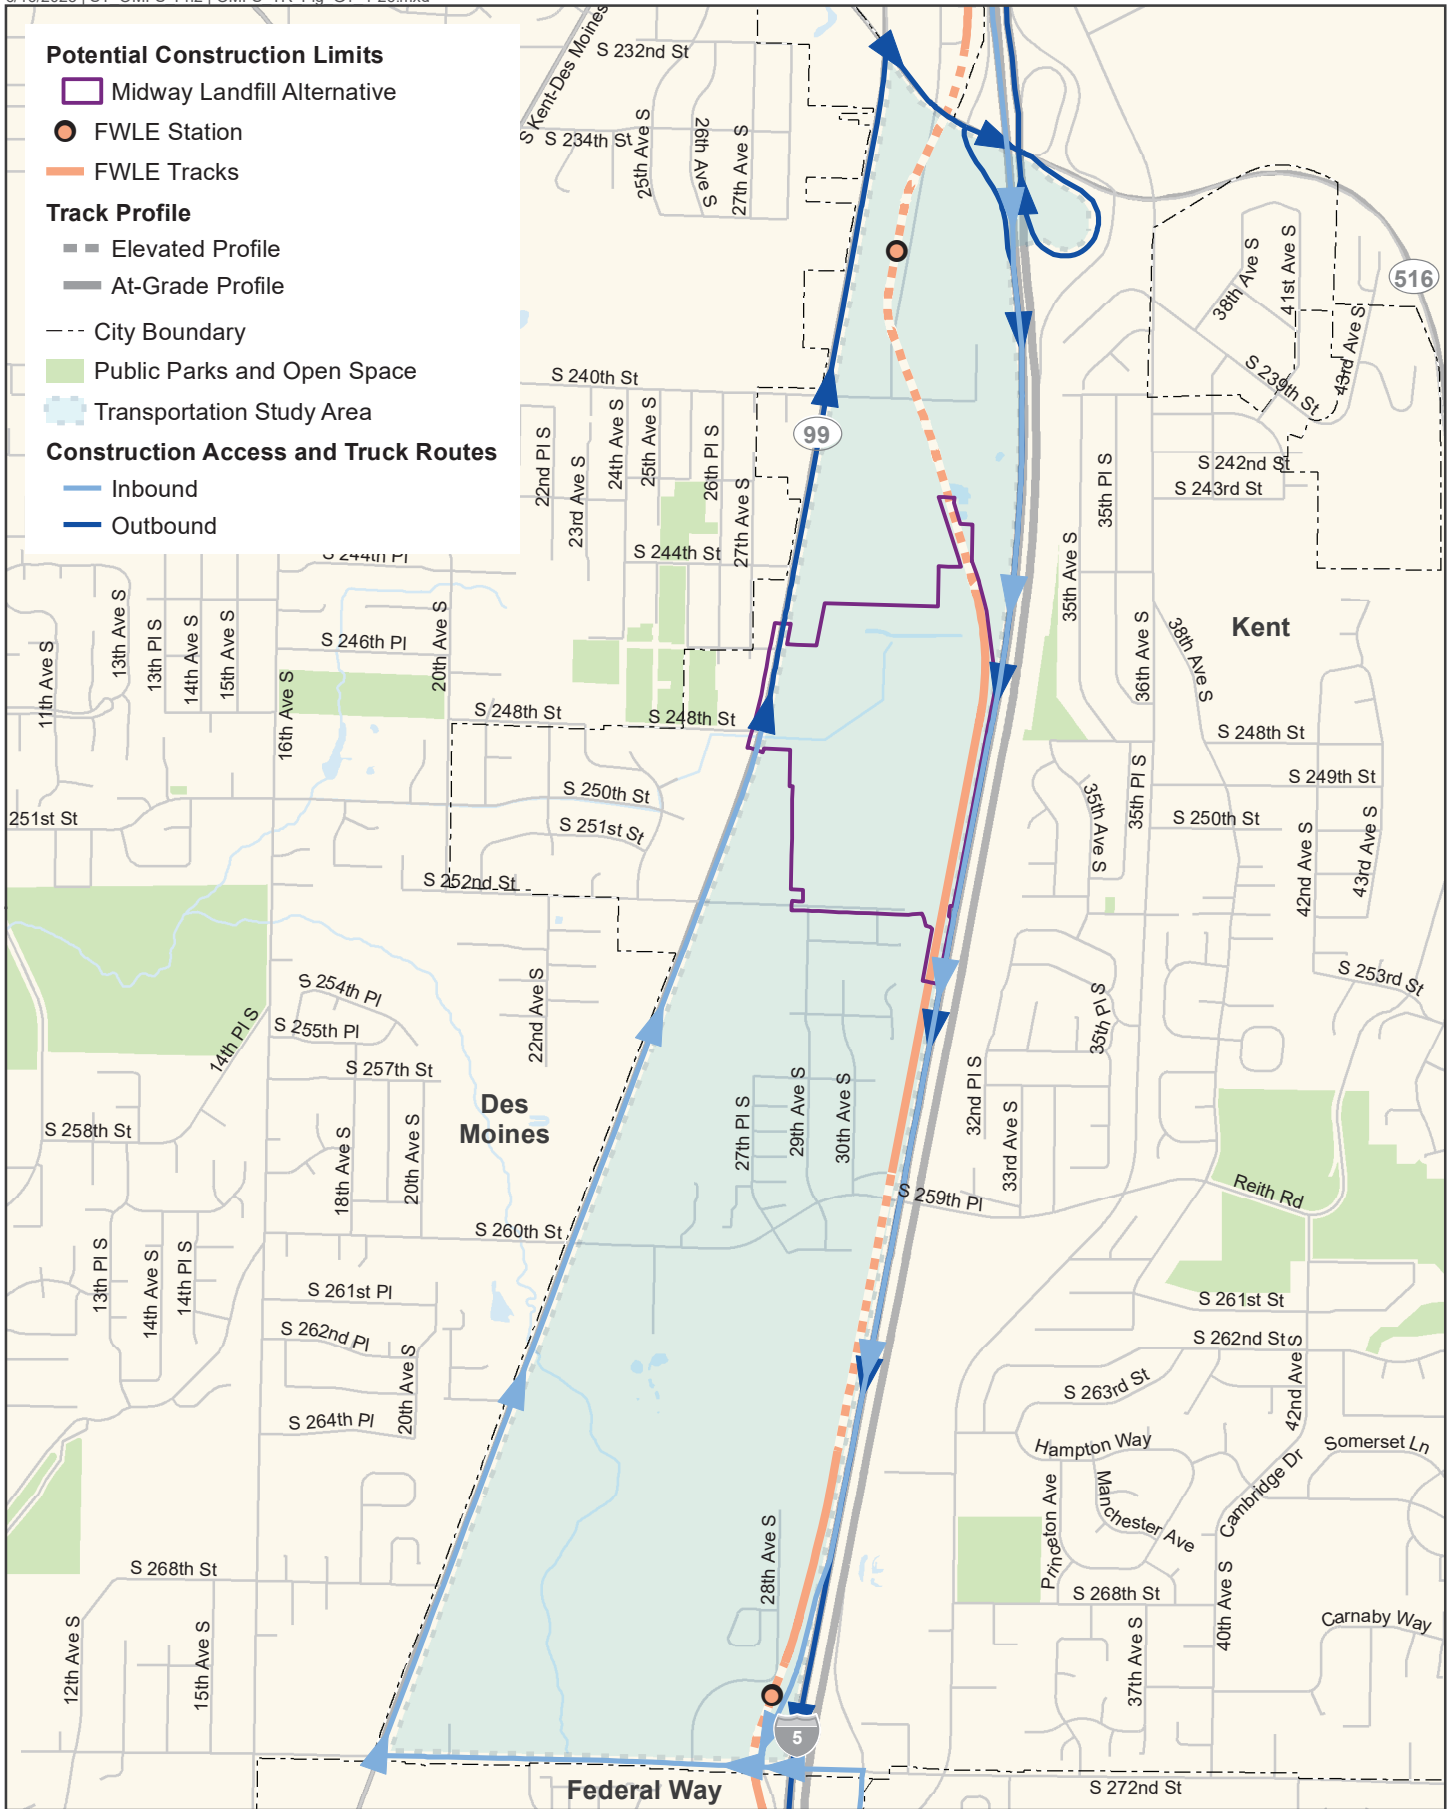 Potential Construction Limits
Midway Landfill Alternative
FWLE Station
FWLE Tracks
Track Profile
Elevated Profile
At-Grade Profile
City Boundary
Public Parks and Open Space
Transportation Study Area
Construction Access and Truck Routes
Inbound
Outbound
S Kent-Des Moines
S 232nd St
S 234th St
25th Ave S
26th Ave S
27th Ave S
38th Ave S
41st Ave S
516
43rd Ave S
S 239th St
S 240th St
99
22nd Pl S
23rd Ave S
24th Ave S
25th Ave S
26th Pl S
27th Ave S
35th Pl S
S 242nd St
S 243rd St
S 244th Pl
S 244th St
35th Ave S
11th Ave S
13th Ave S
13th Pl S
14th Ave S
15th Ave S
16th Ave S
S 246th Pl
20th Ave S
36th Ave S
38th Ave S
Kent
S 248th St
S 248th St
S 248th St
S 249th St
S 250th St
35th Ave S
35th Pl S
251st St
S 251st St
S 250th St
42nd Ave S
43rd Ave S
S 252nd St
S 253rd St
S 254th Pl
S 255th Pl
14th Pl S
S 257th St
22nd Ave S
35th Pl S
32nd Pl S
33rd Ave S
Des
Moines
27th Pl S
29th Ave S
30th Ave S
S 258th St
18th Ave S
20th Ave S
S 259th Pl
Reith Rd
S 260th St
13th Pl S
14th Ave S
14th Pl S
S 261st Pl
S 261st St
S 262nd Pl
S 262nd St
20th Ave S
S 263rd St
42nd Ave S
S 264th Pl
Hampton Way
Somerset Ln
Cambridge Dr
Manchester Ave
Princeton Ave
28th Ave S
S 268th St
S 268th St
12th Ave S
15th Ave S
40th Ave S
37th Ave S
Carnaby Way
5
Federal Way
S 272nd St